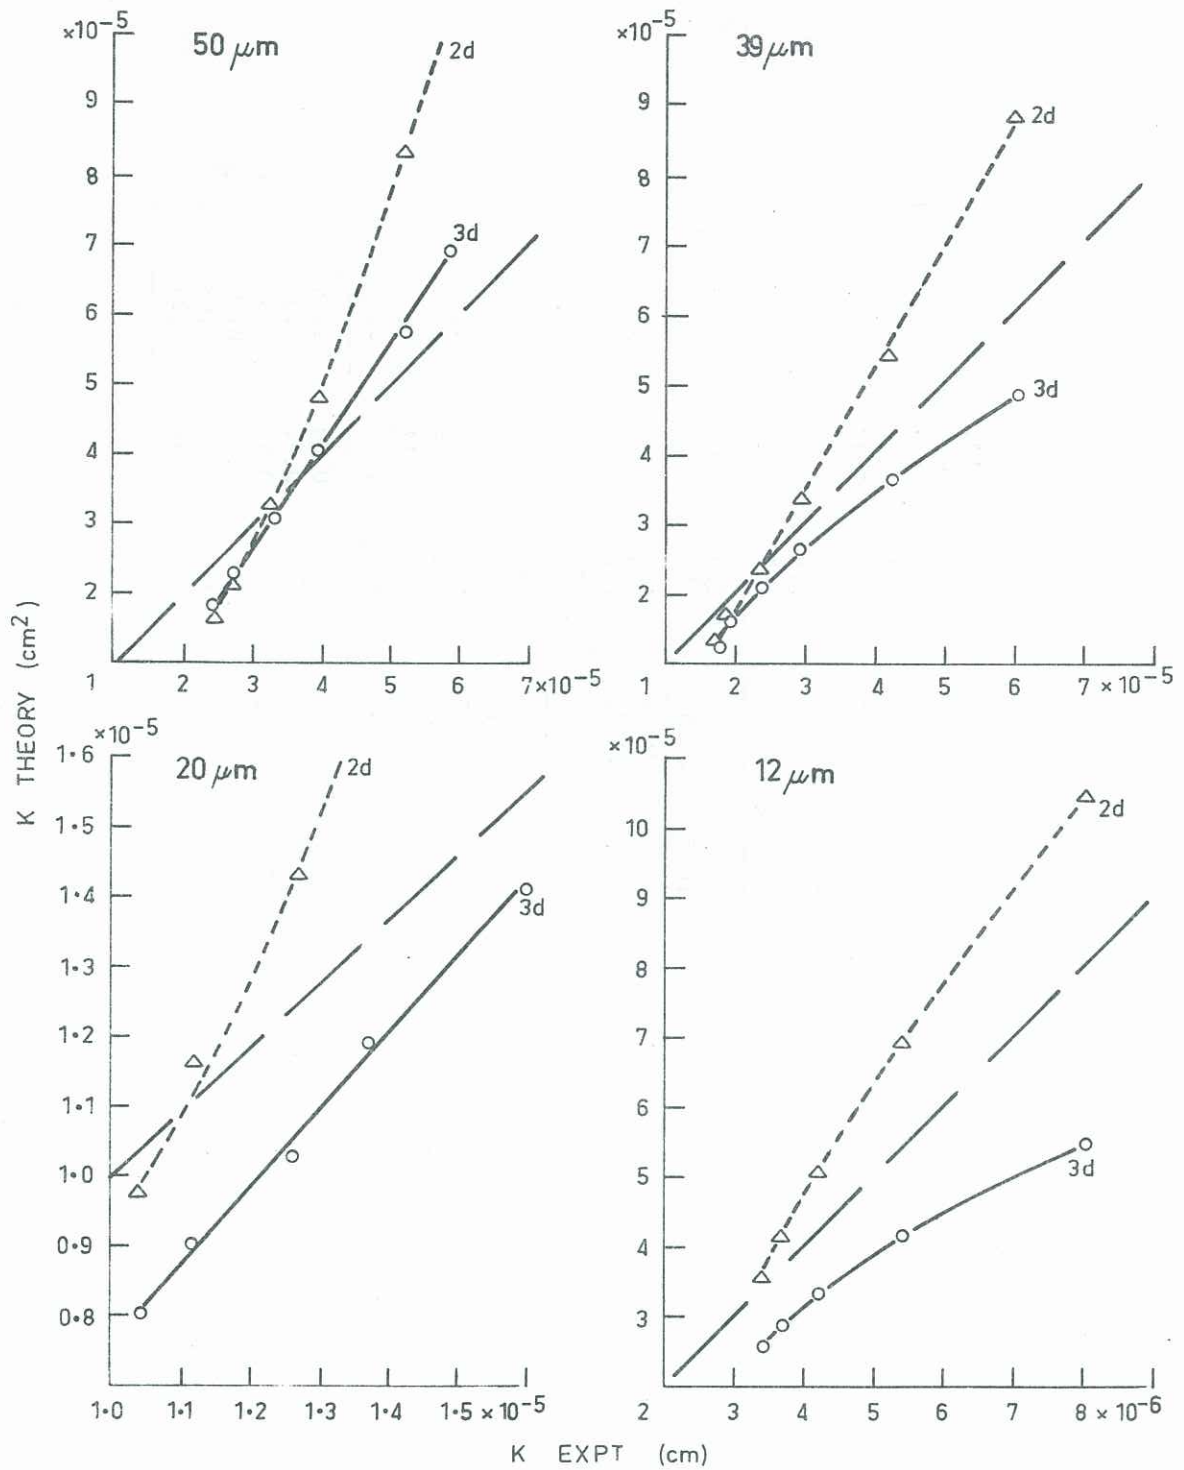 ×10⁻⁵
50 μm
2d
9
8
3d
7
6
5
4
3
2
1 2 3 4 5 6 7×10⁻⁵
×10⁻⁵
39 μm
9
2d
8
7
6
5
3d
4
3
2
1 2 3 4 5 6 7 × 10⁻⁵
K THEORY (cm²)
×10⁻⁵
1·6
20 μm
2d
1·5
1·4
3d
1·3
1·2
1·1
1·0
0·9
0·8
1·0 1·1 1·2 1·3 1·4 1·5 × 10⁻⁵
×10⁻⁵
12 μm
2d
10
9
8
7
6
5
3d
4
3
2 3 4 5 6 7 8 × 10⁻⁶
K EXPT (cm)